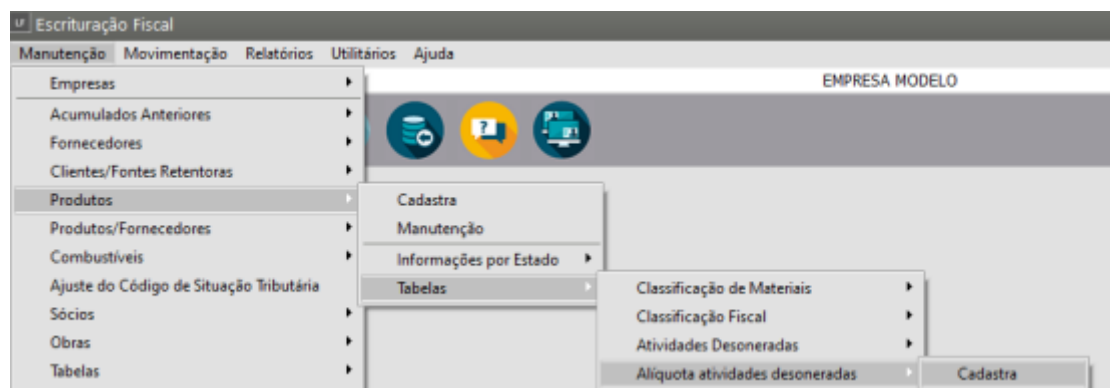 LF Escrituração Fiscal
Manutenção Movimentação Relatórios Utilitários Ajuda
EMPRESA MODELO
Empresas
Acumulados Anteriores
Fornecedores
Clientes/Fontes Retentoras
Produtos
Produtos/Fornecedores
Combustíveis
Ajuste do Código de Situação Tributária
Sócios
Obras
Tabelas
Cadastra
Manutenção
Informações por Estado
Tabelas
Classificação de Materiais
Classificação Fiscal
Atividades Desoneradas
Alíquota atividades desoneradas
Cadastra